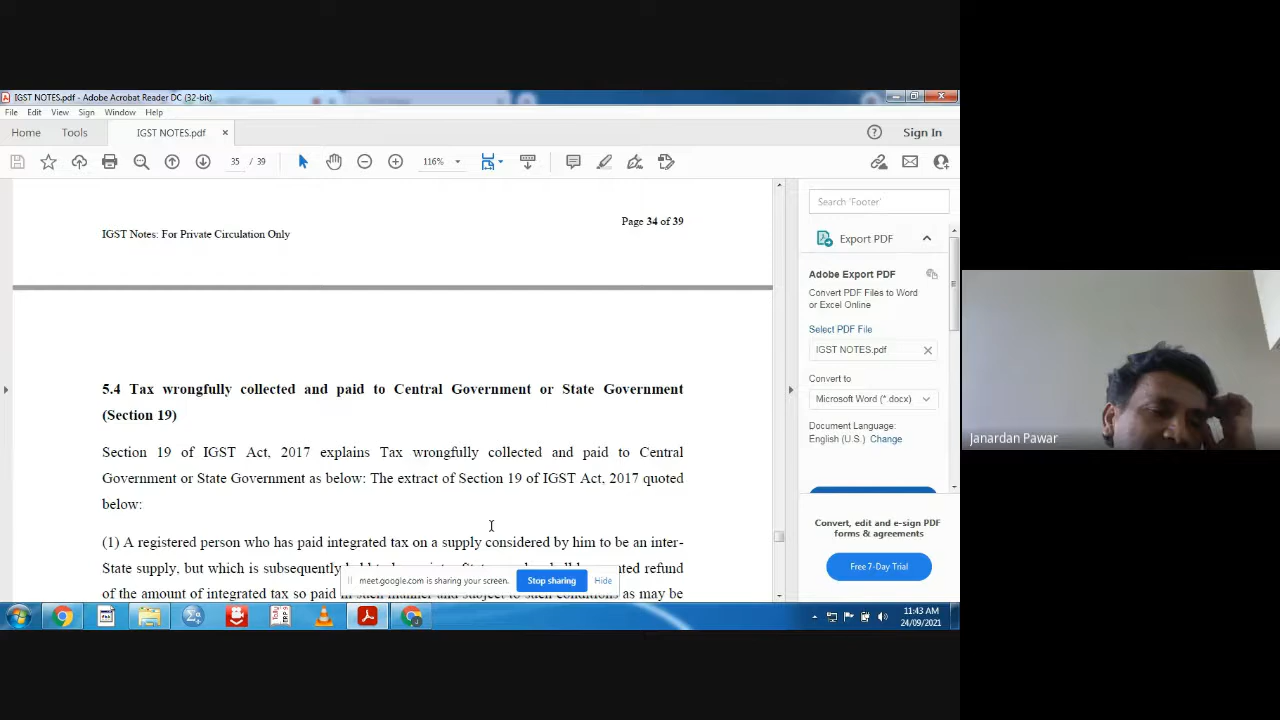 IGST NOTES.pdf - Adobe Acrobat Reader DC (32-bit)
File Edit View Sign Window Help
Home Tools IGST NOTES.pdf × Sign In
35 / 39 116%
Page 34 of 39
IGST Notes: For Private Circulation Only
5.4 Tax wrongfully collected and paid to Central Government or State Government
(Section 19)
Section 19 of IGST Act, 2017 explains Tax wrongfully collected and paid to Central
Government or State Government as below: The extract of Section 19 of IGST Act, 2017 quoted
below:
(1) A registered person who has paid integrated tax on a supply considered by him to be an inter-
State supply, but which is subsequently refund
of the amount of integrated tax so paid as may be
meet.google.com is sharing your screen. Stop sharing Hide
Search 'Footer'
Export PDF
Adobe Export PDF
Convert PDF Files to Word
or Excel Online
Select PDF File
IGST NOTES.pdf
Convert to
Microsoft Word (*.docx)
Document Language:
English (U.S.) Change
Convert, edit and e-sign PDF
forms & agreements
Free 7-Day Trial
11:43 AM
24/09/2021
Janardan Pawar